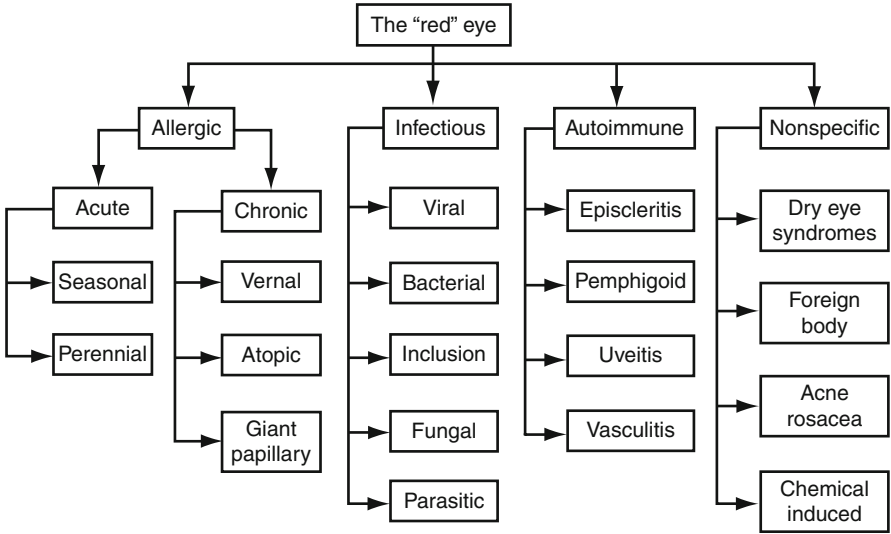 The “red” eye
Allergic
Infectious
Autoimmune
Nonspecific
Acute
Chronic
Seasonal
Perennial
Vernal
Atopic
Giant
papillary
Viral
Bacterial
Inclusion
Fungal
Parasitic
Episcleritis
Pemphigoid
Uveitis
Vasculitis
Dry eye
syndromes
Foreign
body
Acne
rosacea
Chemical
induced